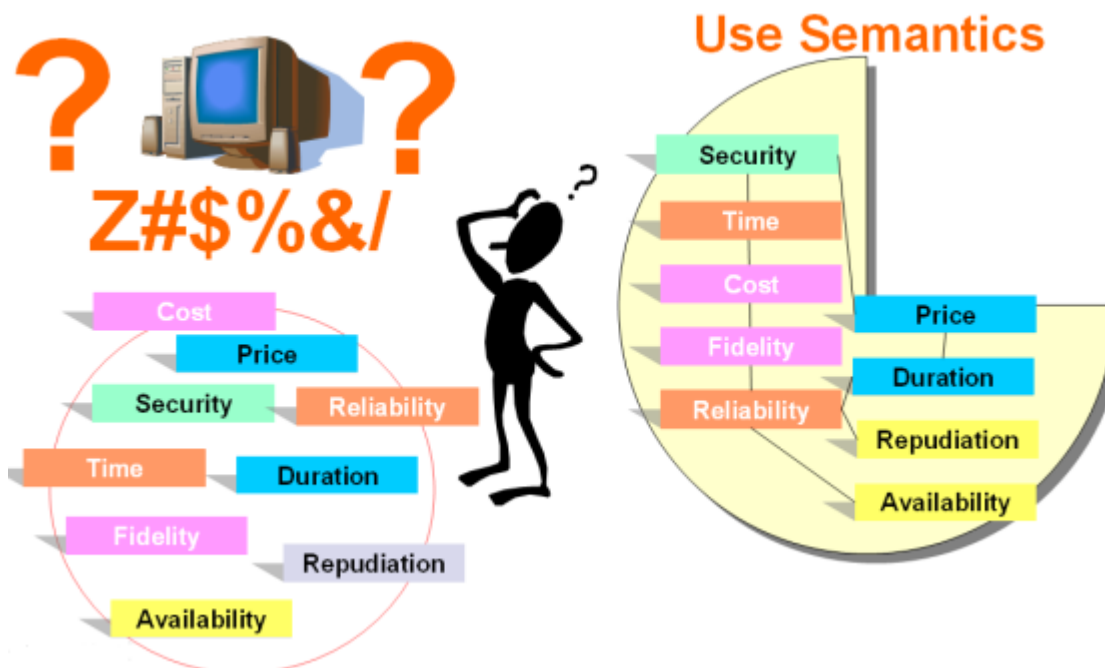 Use Semantics
? ?
Z#$%&/
?
Cost
Price
Security
Reliability
Time
Duration
Fidelity
Repudiation
Availability
Security
Time
Cost
Price
Fidelity
Duration
Reliability
Repudiation
Availability